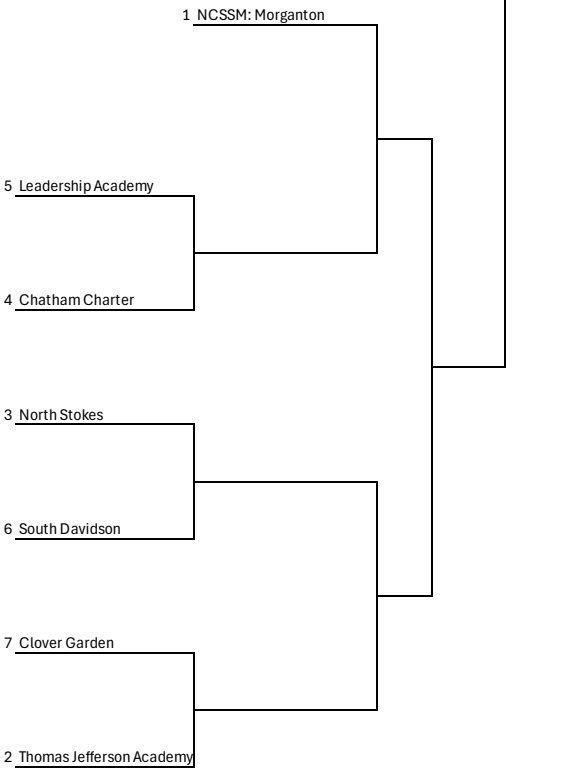 1 NCSSM: Morganton
5 Leadership Academy
4 Chatham Charter
3 North Stokes
6 South Davidson
7 Clover Garden
2 Thomas Jefferson Academy